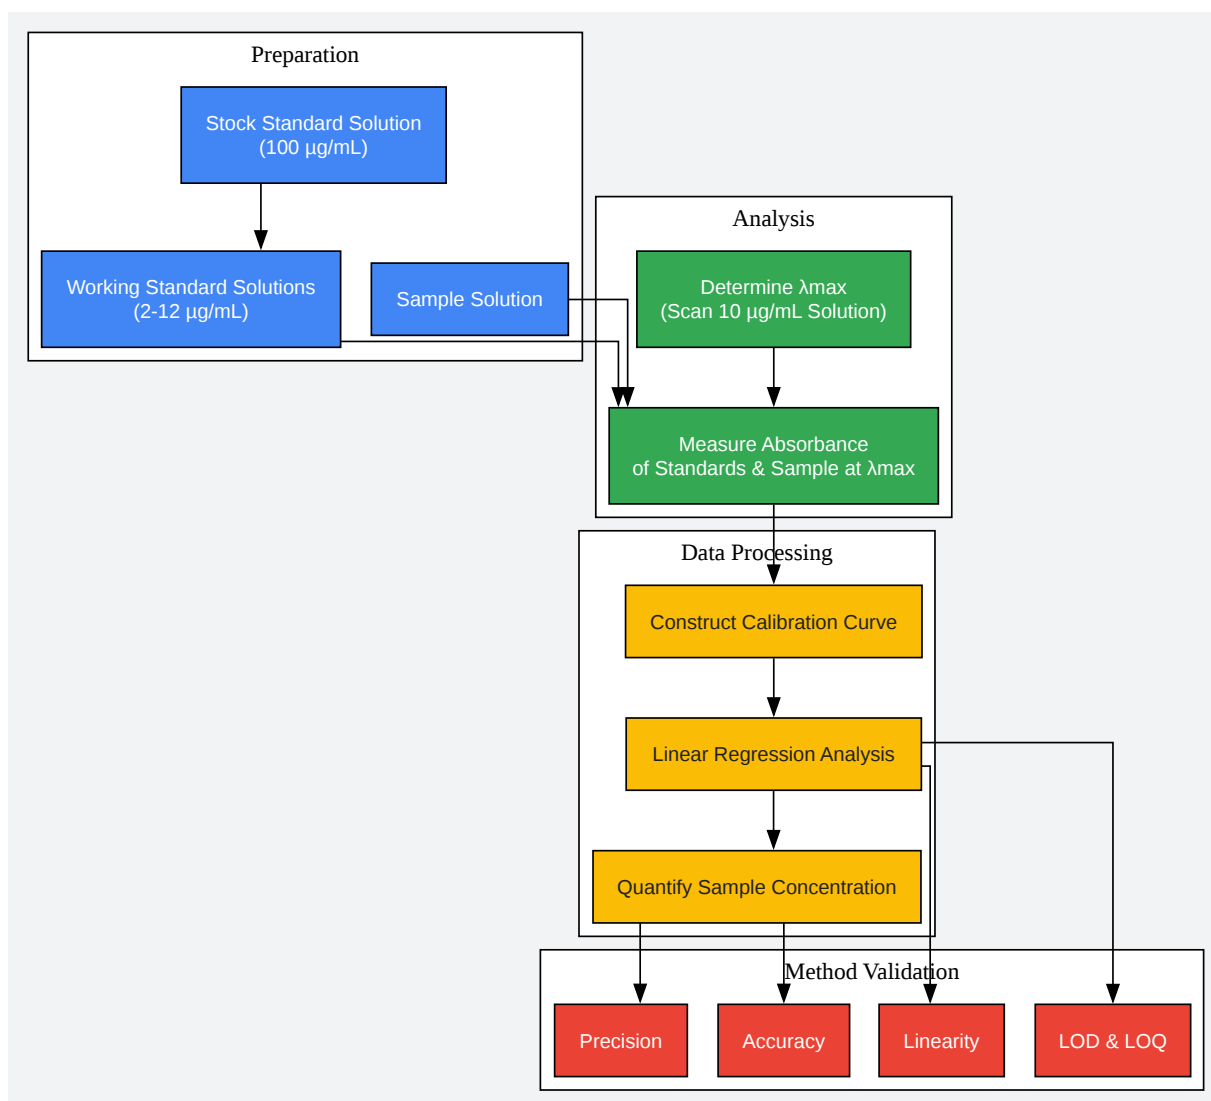 Preparation
Stock Standard Solution
(100 µg/mL)
Working Standard Solutions
(2-12 µg/mL)
Sample Solution
Analysis
Determine λmax
(Scan 10 µg/mL Solution)
Measure Absorbance
of Standards & Sample at λmax
Data Processing
Construct Calibration Curve
Linear Regression Analysis
Quantify Sample Concentration
Method Validation
Precision
Accuracy
Linearity
LOD & LOQ